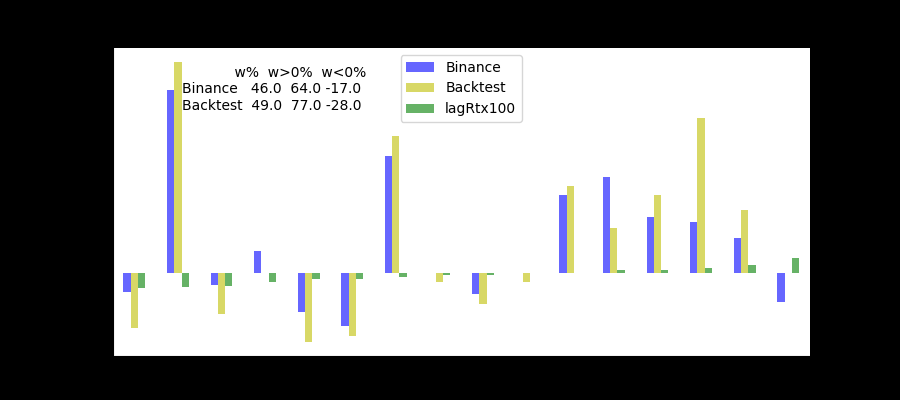 w%  w>0%  w<0%
Binance   46.0  64.0 -17.0
Backtest  49.0  77.0 -28.0
Binance
Backtest
lagRtx100